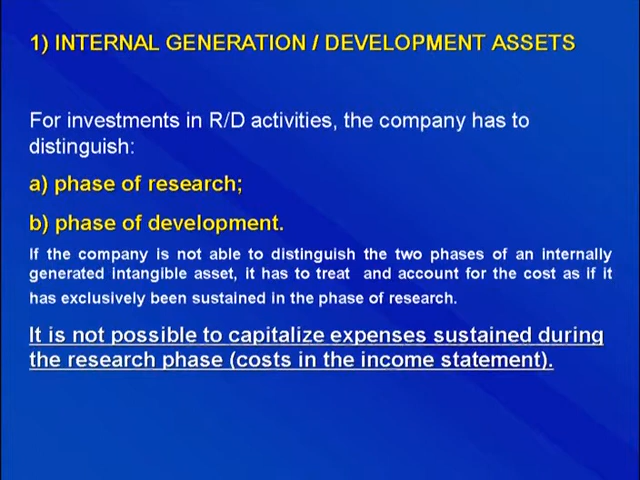 1) INTERNAL GENERATION / DEVELOPMENT ASSETS
For investments in R/D activities, the company has to
distinguish:
a) phase of research;
b) phase of development.
If the company is not able to distinguish the two phases of an internally
generated intangible asset, it has to treat and account for the cost as if it
has exclusively been sustained in the phase of research.
It is not possible to capitalize expenses sustained during
the research phase (costs in the income statement).